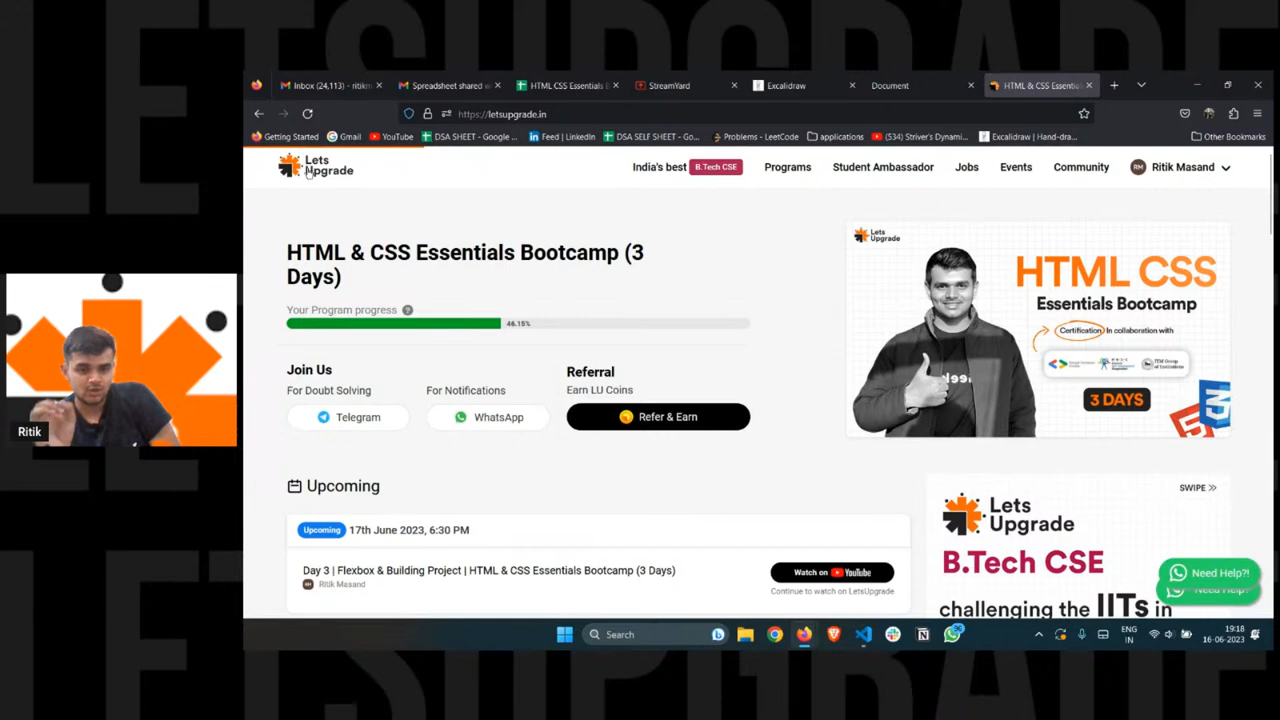 LETSUPGRADE
Inbox (24,113) - ritikm
Spreadsheet shared w
HTML CSS Essentials B
StreamYard
Excalidraw
Document
HTML & CSS Essentia
https://letsupgrade.in
Getting Started
Gmail
YouTube
DSA SHEET - Google ...
Feed | LinkedIn
DSA SELF SHEET - Go...
Problems - LeetCode
applications
(534) Striver's Dynami...
Excalidraw | Hand-dra...
Other Bookmarks
Lets
Upgrade
India's best
B.Tech CSE
Programs
Student Ambassador
Jobs
Events
Community
RM
Ritik Masand
HTML & CSS Essentials Bootcamp (3
Days)
Your Program progress ?
46.15%
Join Us
For Doubt Solving
Telegram
For Notifications
WhatsApp
Referral
Earn LU Coins
Refer & Earn
Lets
Upgrade
HTML CSS
Essentials Bootcamp
Certification In collaboration with
3 DAYS
Upcoming
Upcoming
17th June 2023, 6:30 PM
Day 3 | Flexbox & Building Project | HTML & CSS Essentials Bootcamp (3 Days)
Ritik Masand
Watch on YouTube
Continue to watch on LetsUpgrade
SWIPE
Lets
Upgrade
B.Tech CSE
challenging the IITs in
Need Help?!
Need Help?
Ritik
Search
ENG
IN
19:18
16-06-2023